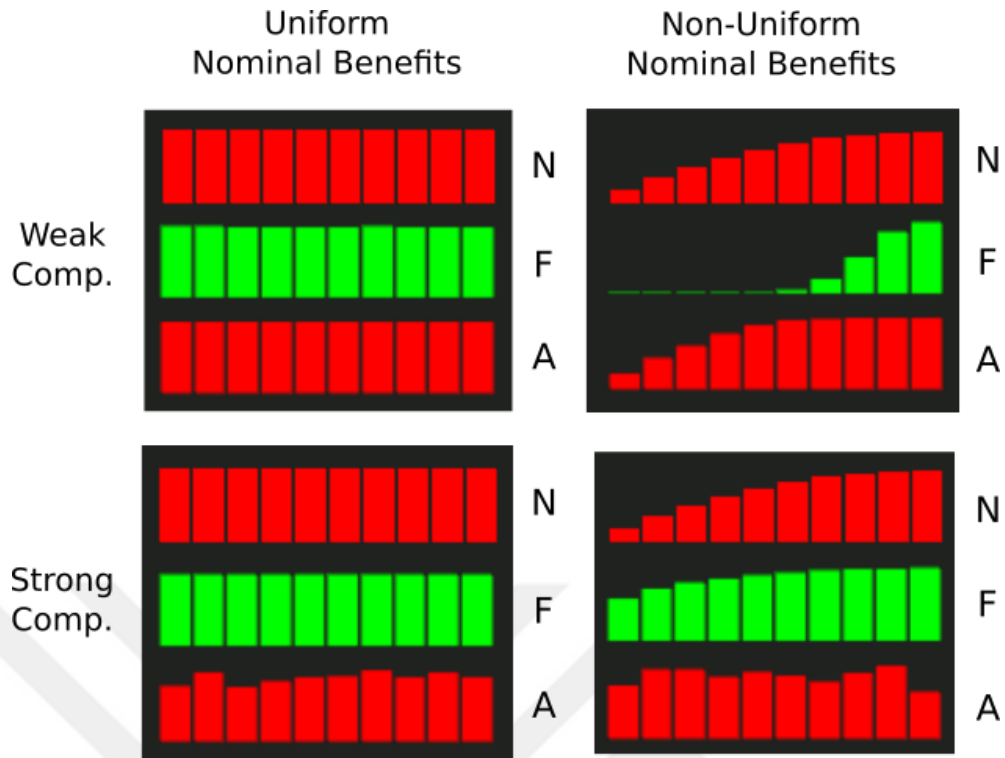 Uniform
Nominal Benefits
Non-Uniform
Nominal Benefits
Weak
Comp.
N
F
A
N
F
A
Strong
Comp.
N
F
A
N
F
A